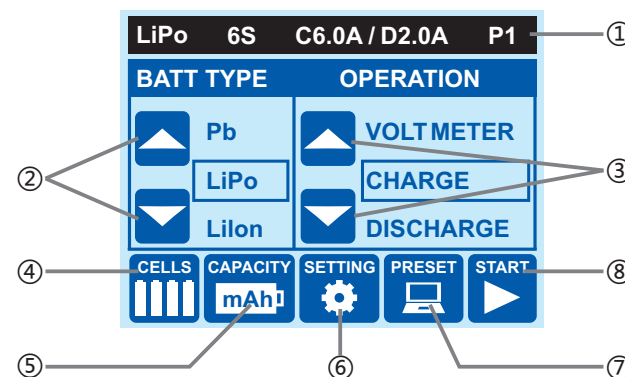 LiPo 6S C6.0A / D2.0A P1 ①
BATT TYPE OPERATION
Pb VOLT METER
② LiPo CHARGE ③
LiIon DISCHARGE
④ CELLS CAPACITY SETTING PRESET START ⑧
mAh
⑤ ⑥ ⑦